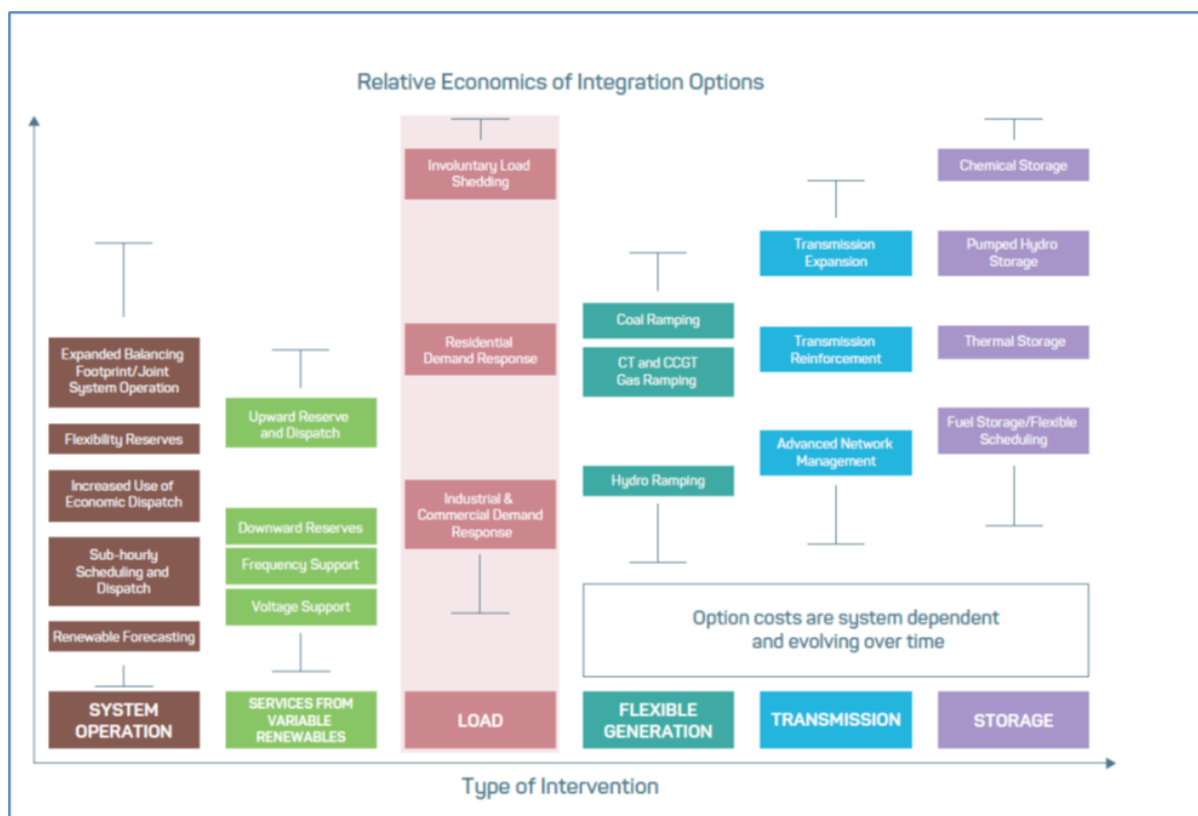 Relative Economics of Integration Options
Expanded Balancing
Footprint/Joint
System Operation
Flexibility Reserves
Increased Use of
Economic Dispatch
Sub-hourly
Scheduling and
Dispatch
Renewable Forecasting
SYSTEM
OPERATION
Upward Reserve
and Dispatch
Downward Reserves
Frequency Support
Voltage Support
SERVICES FROM
VARIABLE
RENEWABLES
Involuntary Load
Shedding
Residential
Demand Response
Industrial &
Commercial Demand
Response
LOAD
Coal Ramping
CT and CCGT
Gas Ramping
Hydro Ramping
FLEXIBLE
GENERATION
Transmission
Expansion
Transmission
Reinforcement
Advanced Network
Management
TRANSMISSION
Chemical Storage
Pumped Hydro
Storage
Thermal Storage
Fuel Storage/Flexible
Scheduling
STORAGE
Option costs are system dependent
and evolving over time
Type of Intervention